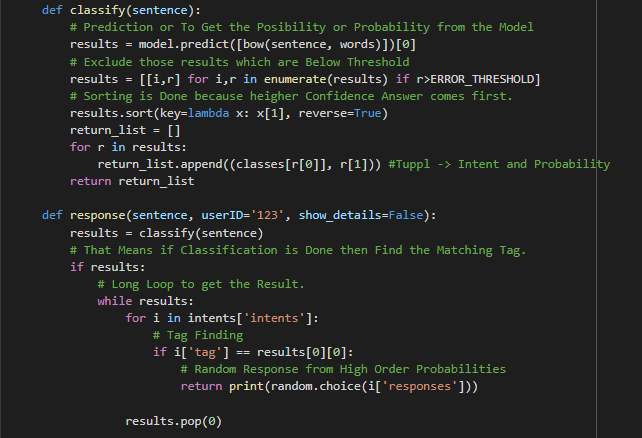 def classify(sentence):
    # Prediction or To Get the Posibility or Probability from the Model
    results = model.predict([bow(sentence, words)])[0]
    # Exclude those results which are Below Threshold
    results = [[i,r] for i,r in enumerate(results) if r>ERROR_THRESHOLD]
    # Sorting is Done because heigher Confidence Answer comes first.
    results.sort(key=lambda x: x[1], reverse=True)
    return_list = []
    for r in results:
        return_list.append((classes[r[0]], r[1])) #Tuppl -> Intent and Probability
    return return_list

def response(sentence, userID='123', show_details=False):
    results = classify(sentence)
    # That Means if Classification is Done then Find the Matching Tag.
    if results:
        # Long Loop to get the Result.
        while results:
            for i in intents['intents']:
                # Tag Finding
                if i['tag'] == results[0][0]:
                    # Random Response from High Order Probabilities
                    return print(random.choice(i['responses']))

            results.pop(0)